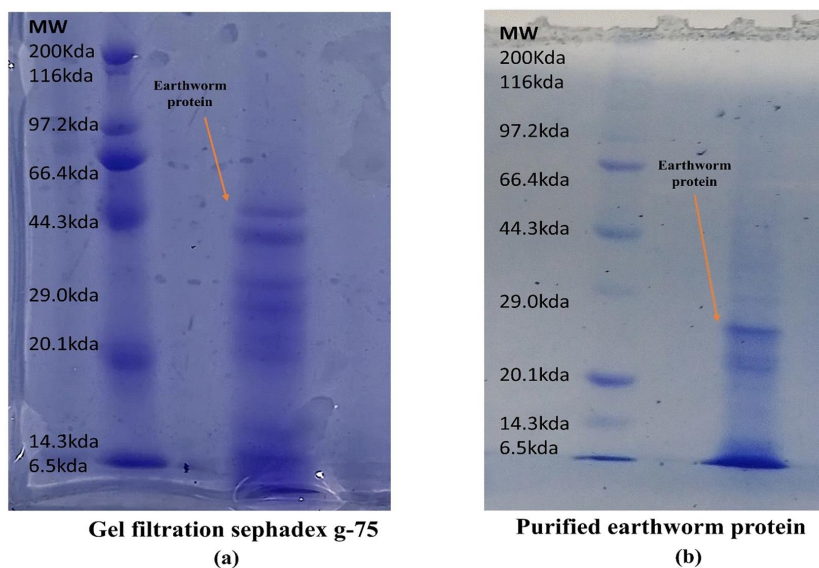 MW
200Kda
116kda
97.2kda
66.4kda
44.3kda
29.0kda
20.1kda
14.3kda
6.5kda
Earthworm
protein
Gel filtration sephadex g-75
(a)
MW
200Kda
116kda
97.2kda
66.4kda
44.3kda
29.0kda
20.1kda
14.3kda
6.5kda
Earthworm
protein
Purified earthworm protein
(b)